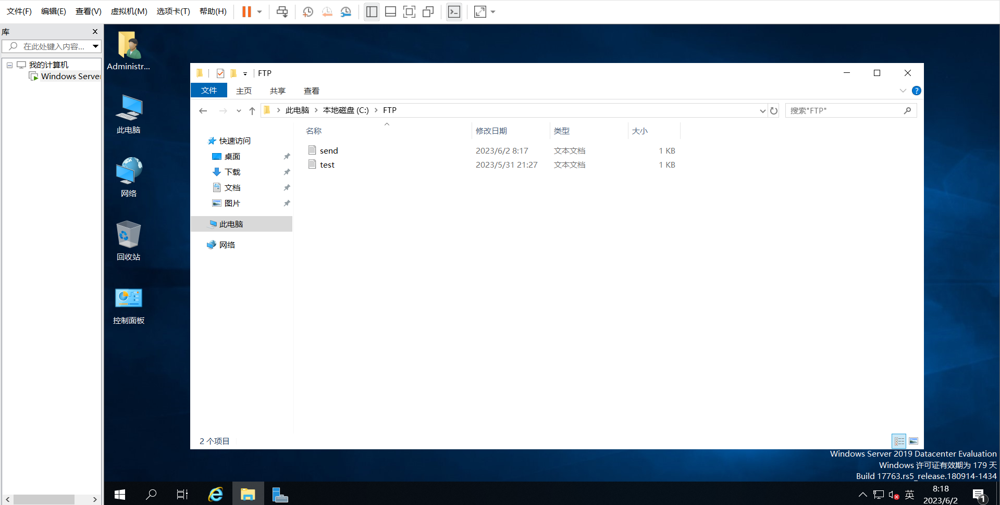 文件(F) 编辑(E) 查看(V) 虚拟机(M) 选项卡(T) 帮助(H)
库
在此处键入内容...
我的计算机
Windows Server
Administr...
此电脑
网络
回收站
控制面板
FTP
文件 主页 共享 查看
此电脑 本地磁盘 (C:) FTP
搜索"FTP"
快速访问
桌面
下载
文档
图片
此电脑
网络
名称 修改日期 类型 大小
send 2023/6/2 8:17 文本文档 1 KB
test 2023/5/31 21:27 文本文档 1 KB
2 个项目
Windows Server 2019 Datacenter Evaluation
Windows 许可证有效期为 179 天
Build 17763.rs5_release.180914-1434
英
8:18
2023/6/2
1